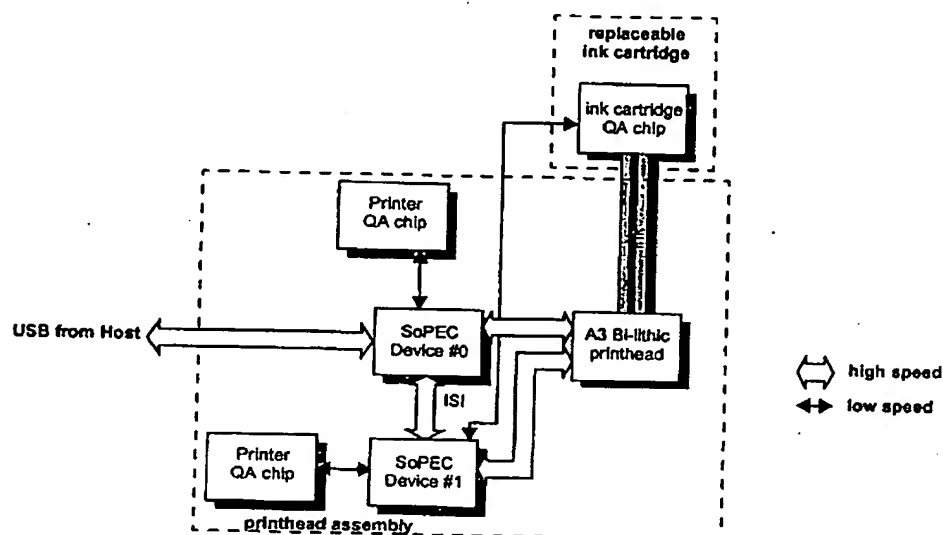 replaceable
ink cartridge
ink cartridge
QA chip
Printer
QA chip
USB from Host
SoPEC
Device #0
A3 Bi-lithic
printhead
high speed
low speed
ISI
Printer
QA chip
SoPEC
Device #1
printhead assembly